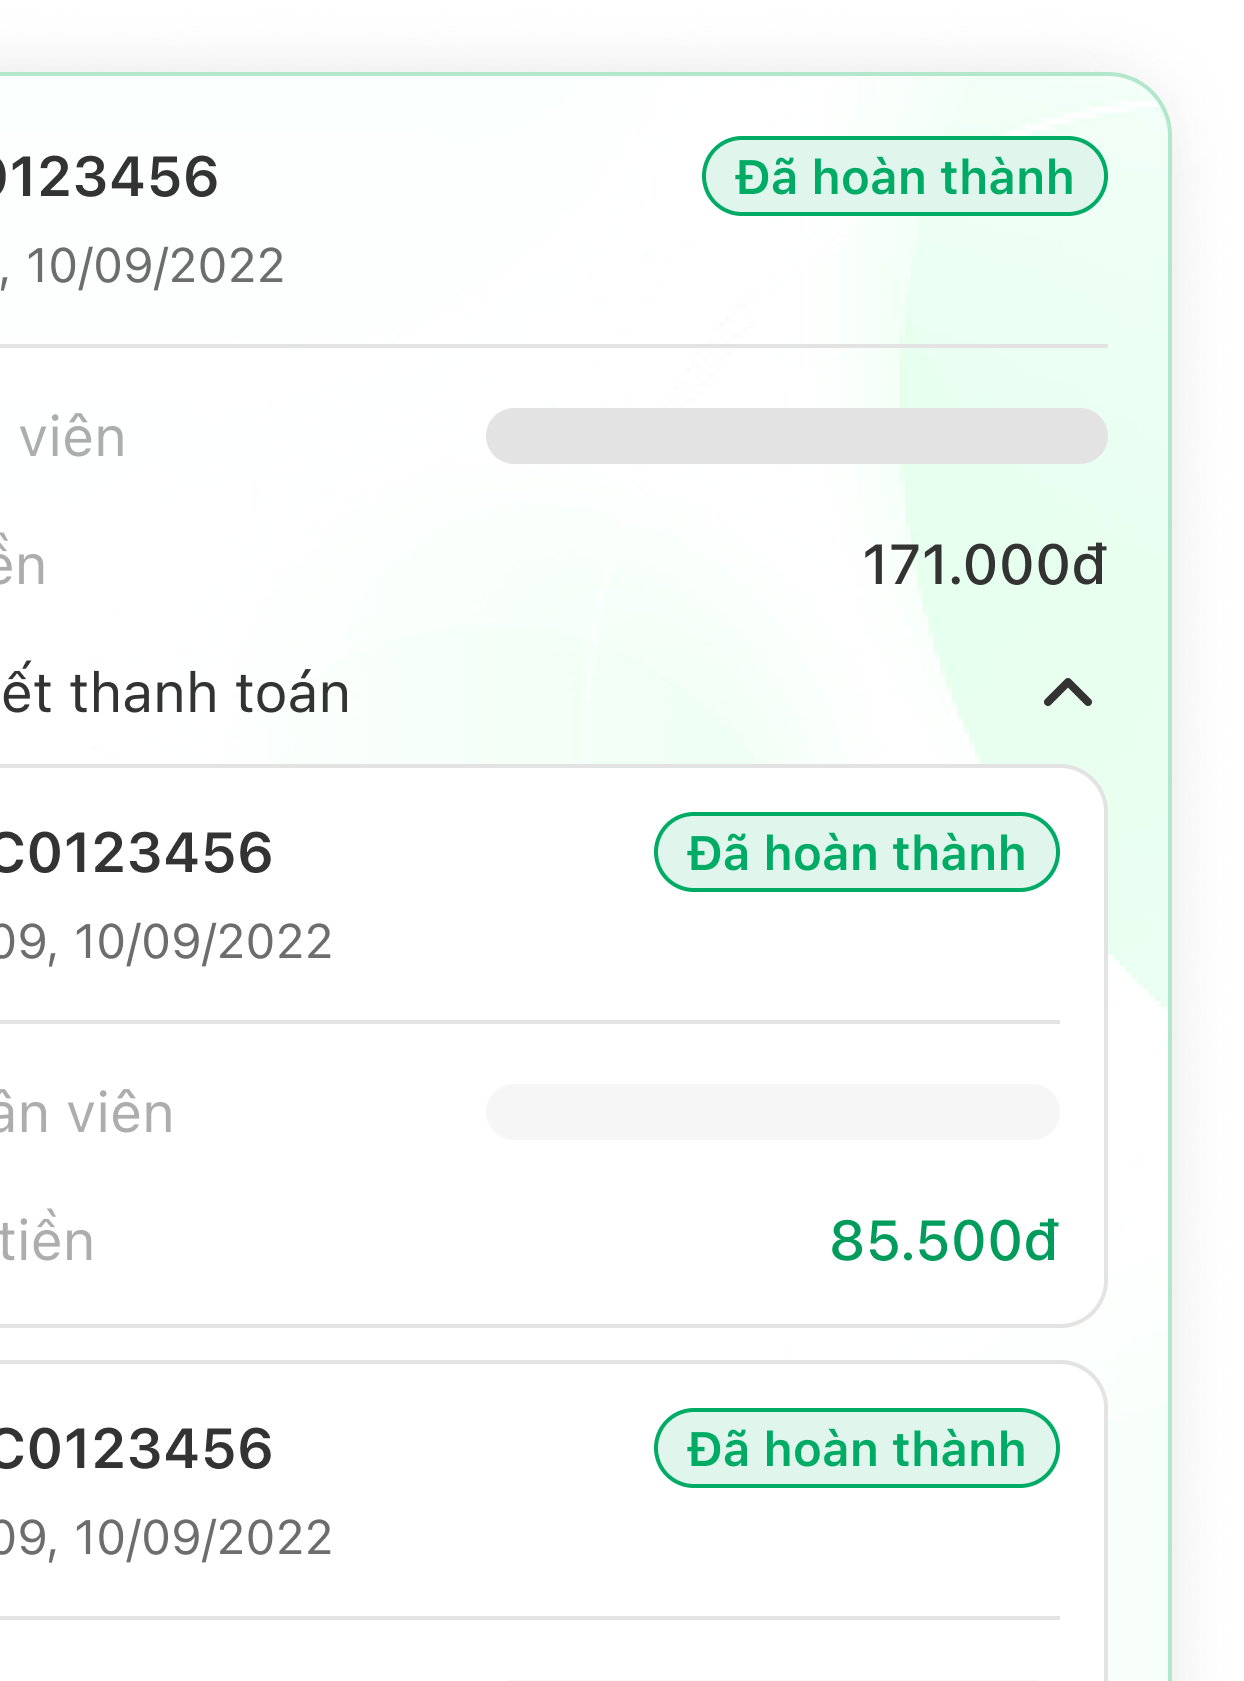 0123456
Đã hoàn thành
, 10/09/2022
viên
ền
171.000đ
ết thanh toán
C0123456
Đã hoàn thành
09, 10/09/2022
ân viên
tiền
85.500đ
C0123456
Đã hoàn thành
09, 10/09/2022